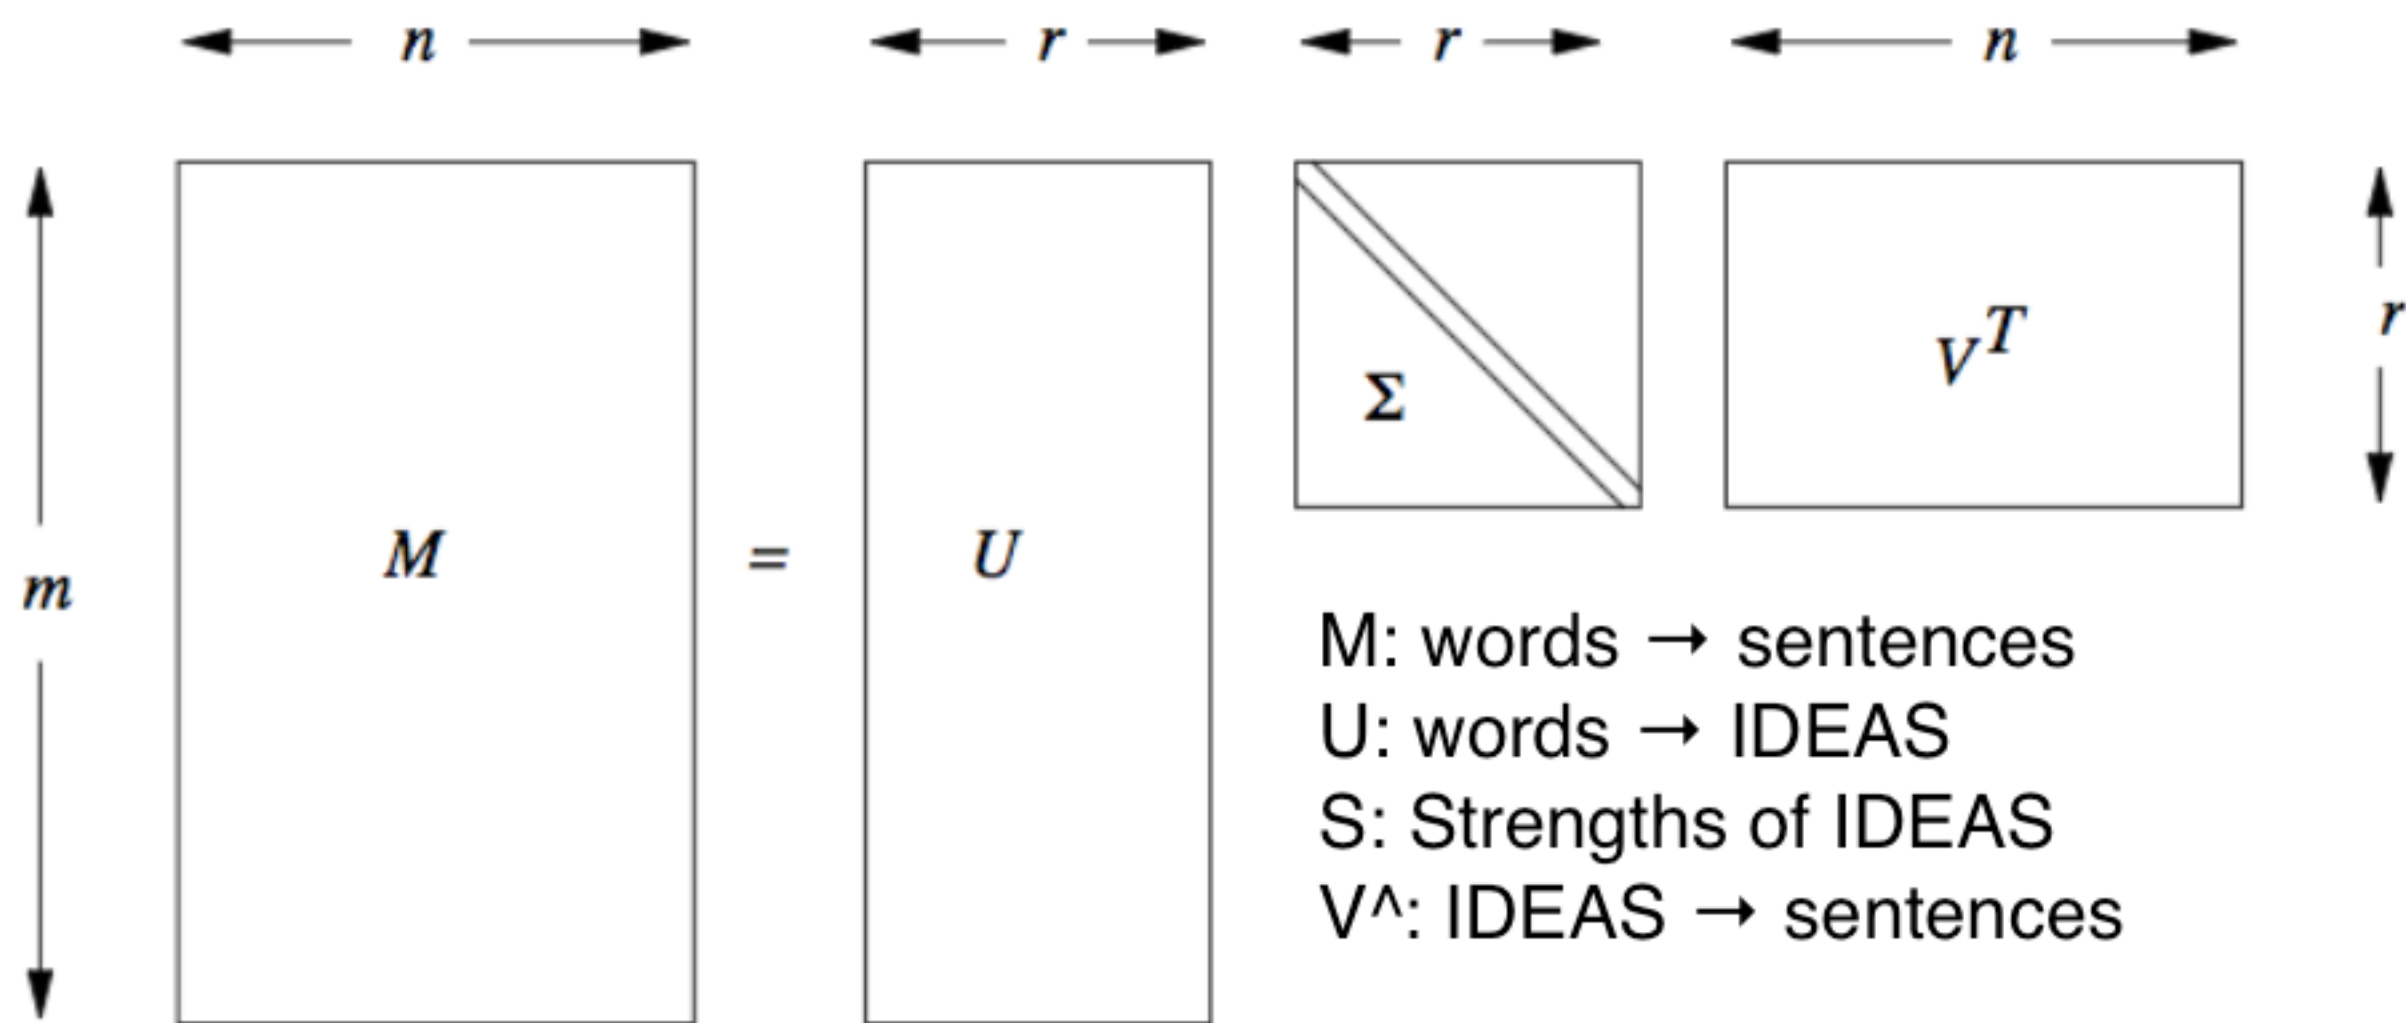 n r r n
m M = U Σ V^T r
M: words → sentences
U: words → IDEAS
S: Strengths of IDEAS
V^: IDEAS → sentences